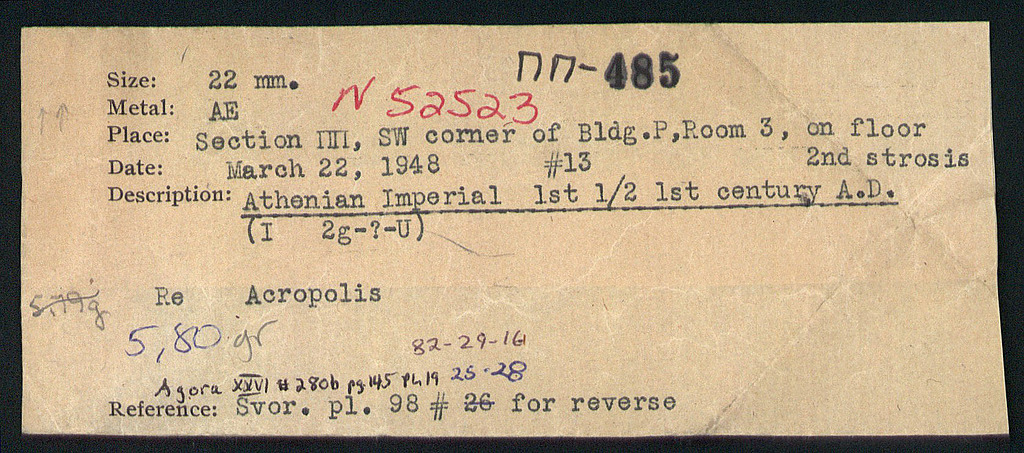 ΠΠ-485
Size: 22 mm.
N 52523
Metal: AE
Place: Section IIII, SW corner of Bldg.P,Room 3, on floor
Date: March 22, 1948 #13 2nd strosis
Description: Athenian Imperial 1st 1/2 1st century A.D.
(I 2g-?-U)
5.79g
Re Acropolis
5,80 gr
82-29-16
Agora XXVI # 280b pg 145 PL 19 25-28
Reference: Svor. pl. 98 # 26 for reverse